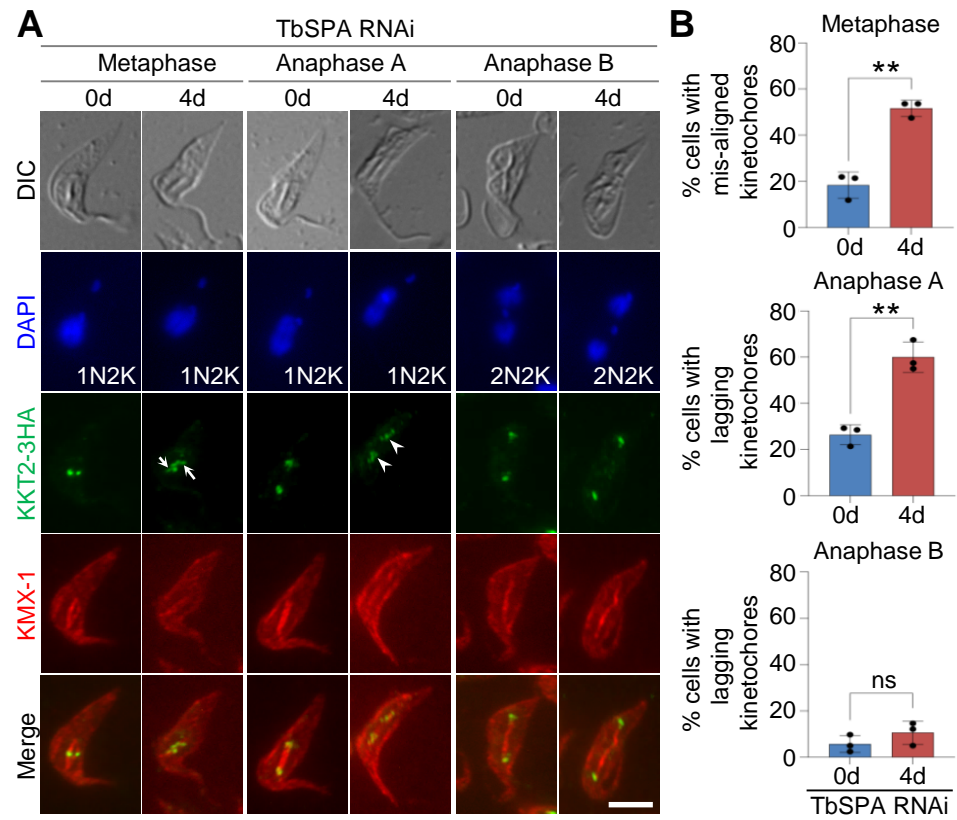 A
TbSPA RNAi
Metaphase Anaphase A Anaphase B
0d 4d 0d 4d 0d 4d
DIC
DAPI
1N2K 1N2K 1N2K 1N2K 2N2K 2N2K
KKT2-3HA
KMX-1
Merge
B
Metaphase
% cells with
mis-aligned
kinetochores
80
60
40
20
0
**
0d 4d
Anaphase A
% cells with
lagging
kinetochores
80
60
40
20
0
**
0d 4d
Anaphase B
% cells with
lagging
kinetochores
80
60
40
20
0
ns
0d 4d
TbSPA RNAi